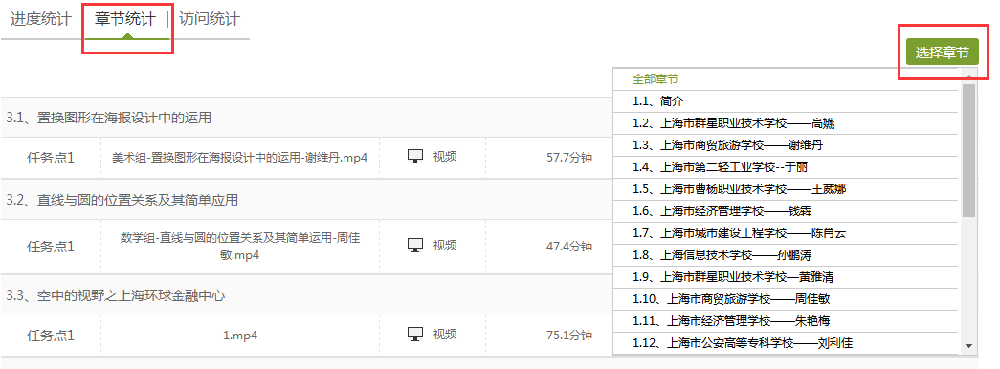 进度统计 章节统计 | 访问统计
选择章节
全部章节
1.1、简介
1.2、上海市群星职业技术学校——高嬿
1.3、上海市商贸旅游学校——谢维丹
1.4、上海市第二轻工业学校--于丽
1.5、上海市曹杨职业技术学校——王葳娜
1.6、上海市经济管理学校——钱犇
1.7、上海市城市建设工程学校——陈肖云
1.8、上海信息技术学校——孙鹏涛
1.9、上海市群星职业技术学校—黄雅清
1.10、上海市商贸旅游学校——周佳敏
1.11、上海市经济管理学校——朱艳梅
1.12、上海市公安高等专科学校——刘利佳
3.1、置换图形在海报设计中的运用
任务点1 美术组-置换图形在海报设计中的运用-谢维丹.mp4 视频 57.7分钟
3.2、直线与圆的位置关系及其简单应用
任务点1 数学组-直线与圆的位置关系及其简单运用-周佳
敏.mp4 视频 47.4分钟
3.3、空中的视野之上海环球金融中心
任务点1 1.mp4 视频 75.1分钟